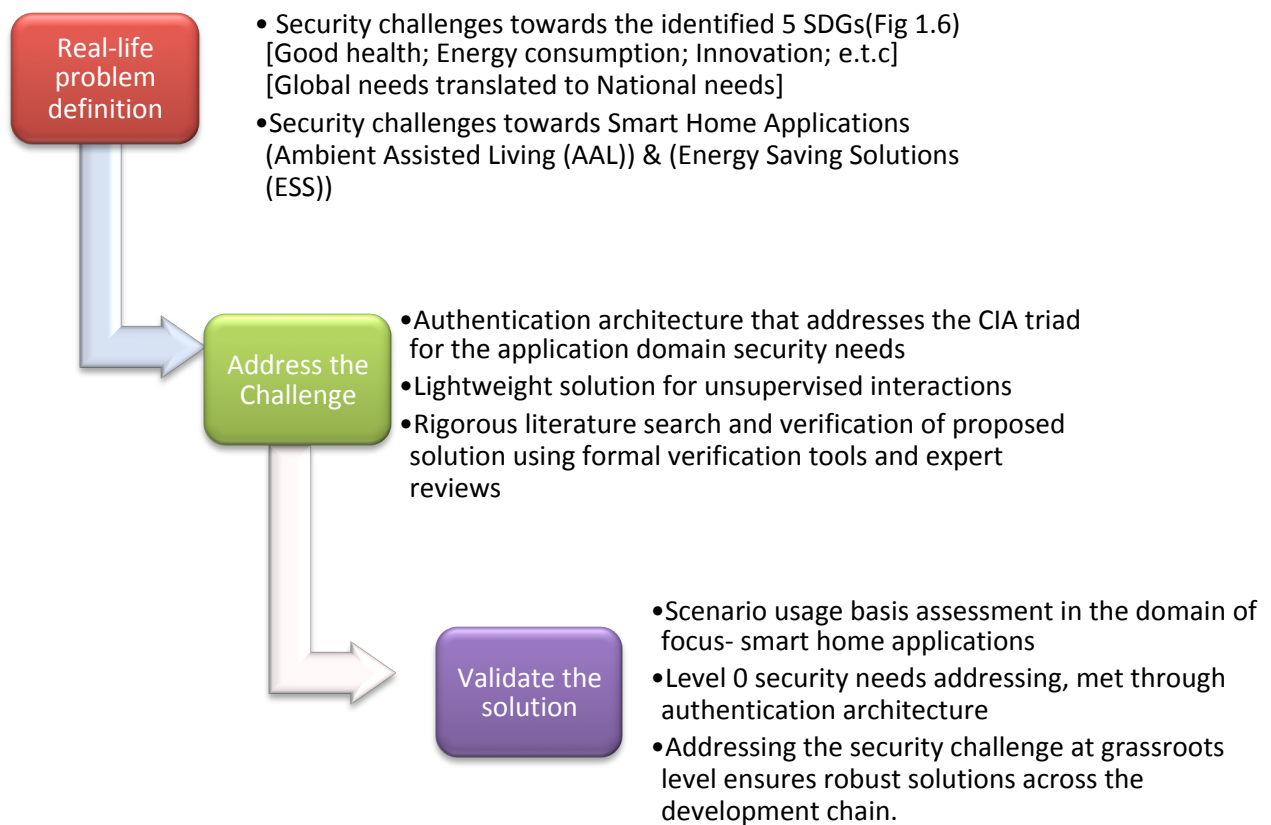 Real-life
problem
definition
• Security challenges towards the identified 5 SDGs(Fig 1.6)
[Good health; Energy consumption; Innovation; e.t.c]
[Global needs translated to National needs]
•Security challenges towards Smart Home Applications
(Ambient Assisted Living (AAL)) & (Energy Saving Solutions
(ESS))
Address the
Challenge
•Authentication architecture that addresses the CIA triad
for the application domain security needs
•Lightweight solution for unsupervised interactions
•Rigorous literature search and verification of proposed
solution using formal verification tools and expert
reviews
Validate the
solution
•Scenario usage basis assessment in the domain of
focus- smart home applications
•Level 0 security needs addressing, met through
authentication architecture
•Addressing the security challenge at grassroots
level ensures robust solutions across the
development chain.